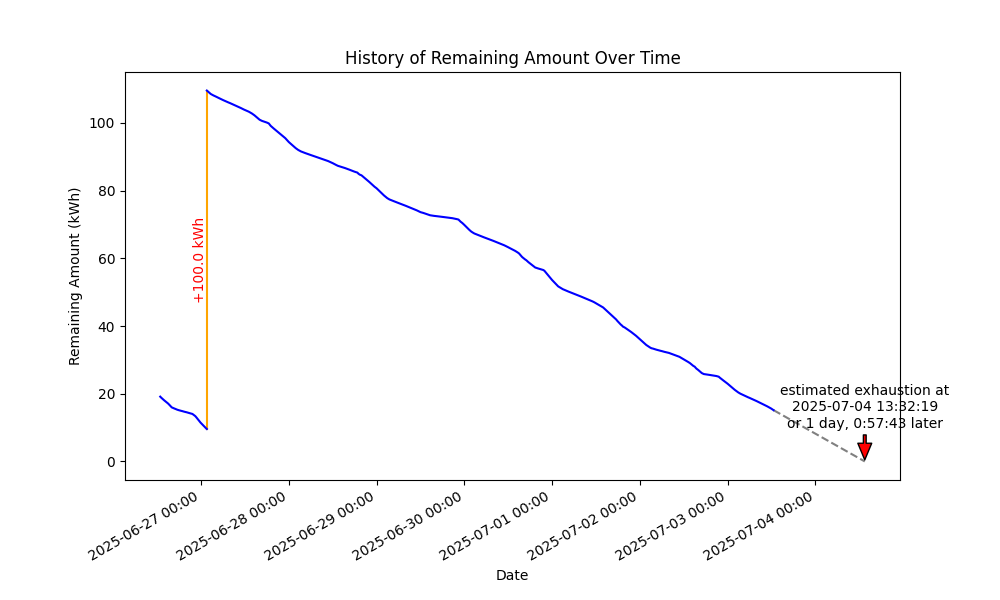 History of Remaining Amount Over Time
Remaining Amount (kWh)
100
80
60
40
20
0
+100.0 kWh
estimated exhaustion at
2025-07-04 13:32:19
or 1 day, 0:57:43 later
2025-06-27 00:00
2025-06-28 00:00
2025-06-29 00:00
2025-06-30 00:00
2025-07-01 00:00
2025-07-02 00:00
2025-07-03 00:00
2025-07-04 00:00
Date